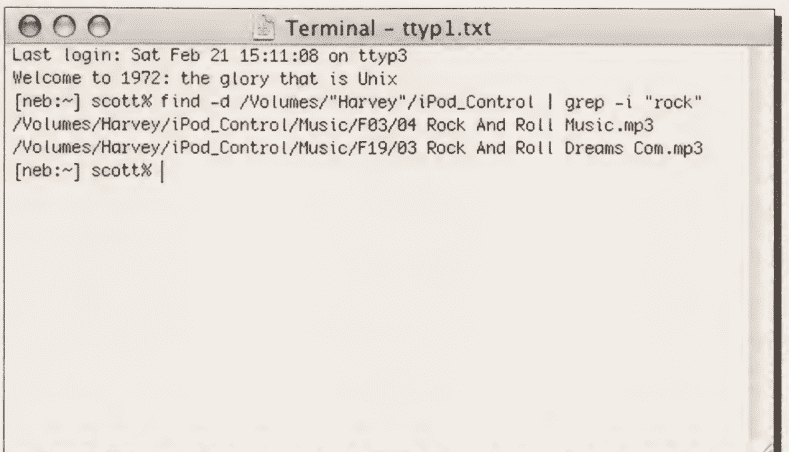 Terminal – ttyp1.txt
Last login: Sat Feb 21 15:11:08 on ttyp3
Welcome to 1972: the glory that is Unix
[neb:~] scott% find -d /Volumes/"Harvey"/iPod_Control | grep -i "rock"
/Volumes/Harvey/iPod_Control/Music/F03/04 Rock And Roll Music.mp3
/Volumes/Harvey/iPod_Control/Music/F19/03 Rock And Roll Dreams Com.mp3
[neb:~] scott%